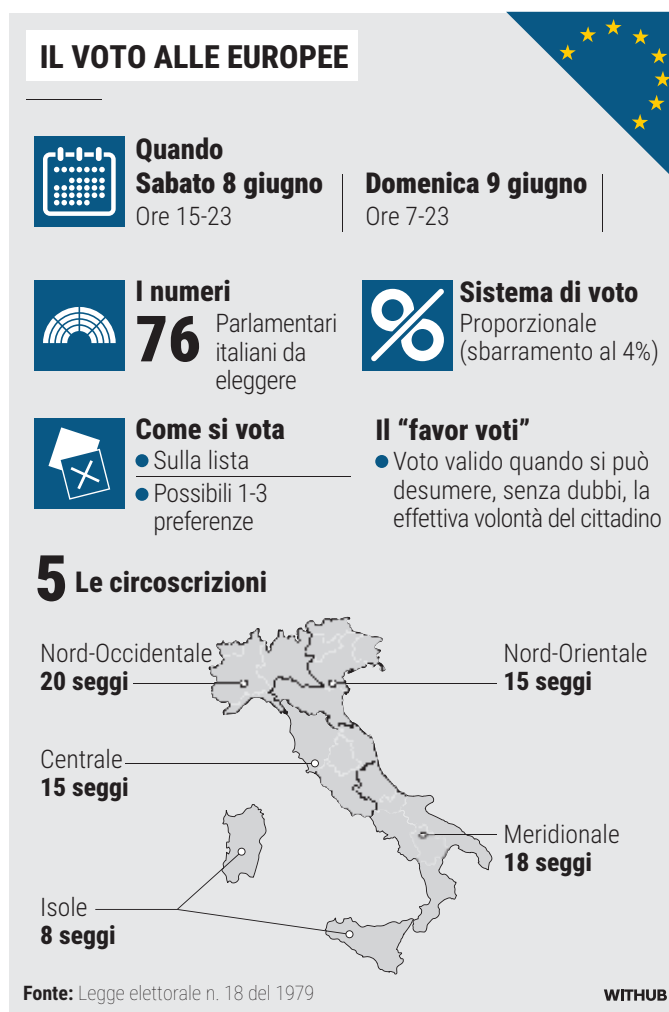 IL VOTO ALLE EUROPEE
Quando
Sabato 8 giugno
Ore 15-23
Domenica 9 giugno
Ore 7-23
I numeri
76
Parlamentari
italiani da
eleggere
Sistema di voto
Proporzionale
(sbarramento al 4%)
Come si vota
● Sulla lista
● Possibili 1-3
preferenze
Il “favor voti”
● Voto valido quando si può
desumere, senza dubbi, la
effettiva volontà del cittadino
5 Le circoscrizioni
Nord-Occidentale
20 seggi
Nord-Orientale
15 seggi
Centrale
15 seggi
Meridionale
18 seggi
Isole
8 seggi
Fonte: Legge elettorale n. 18 del 1979
WITHUB